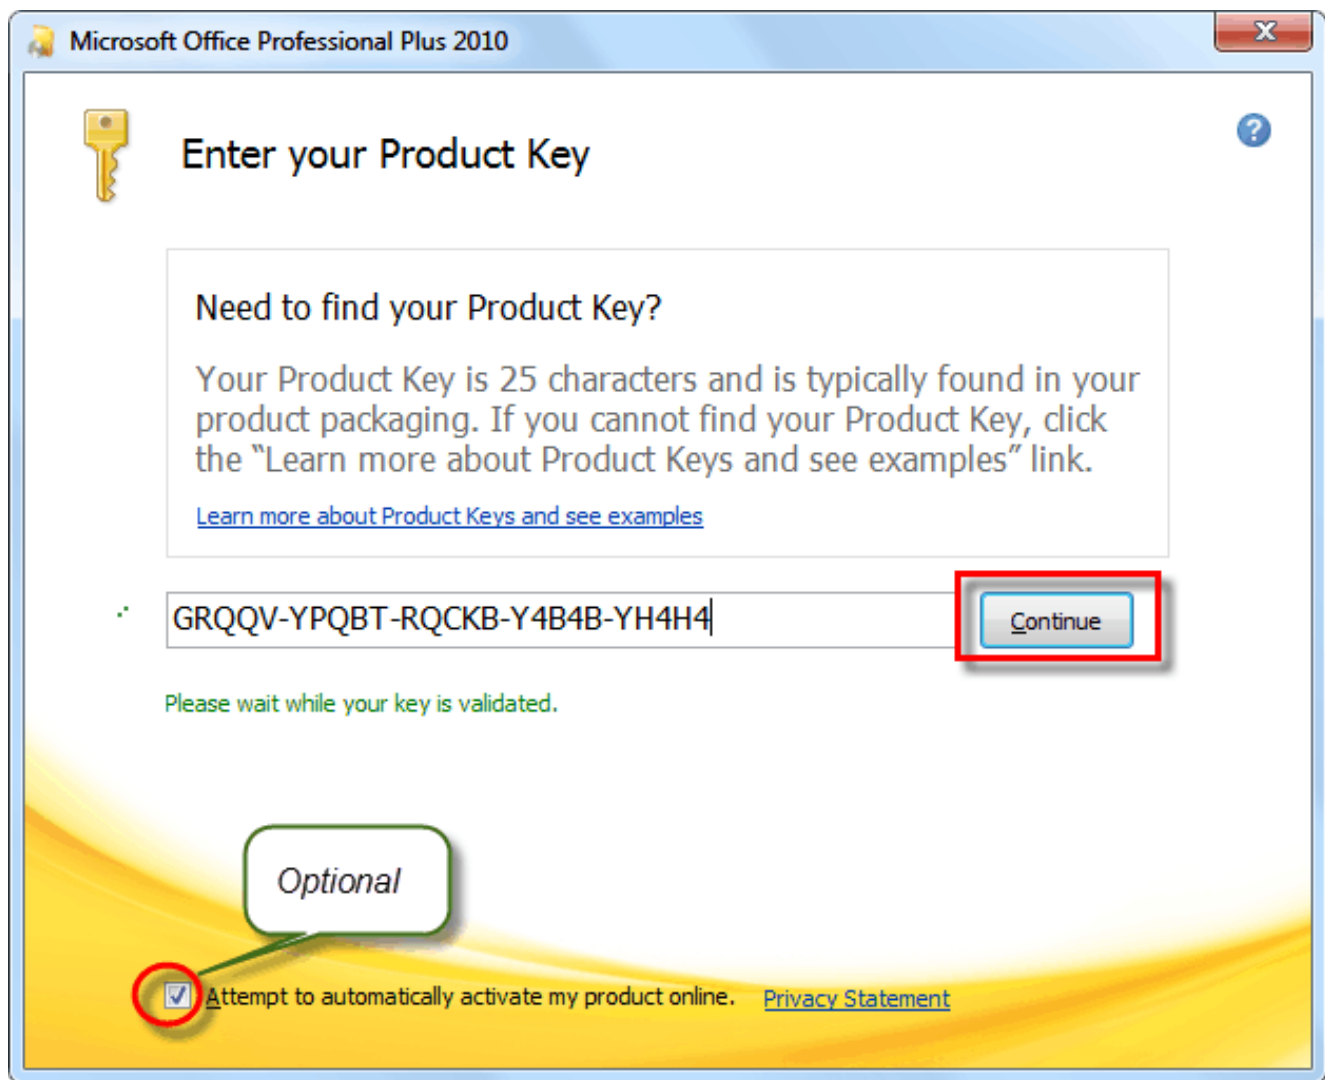 Microsoft Office Professional Plus 2010
Enter your Product Key
Need to find your Product Key?
Your Product Key is 25 characters and is typically found in your
product packaging. If you cannot find your Product Key, click
the “Learn more about Product Keys and see examples” link.
Learn more about Product Keys and see examples
GRQQV-YPQBT-RQCKB-Y4B4B-YH4H4
Continue
Please wait while your key is validated.
Optional
Attempt to automatically activate my product online. Privacy Statement